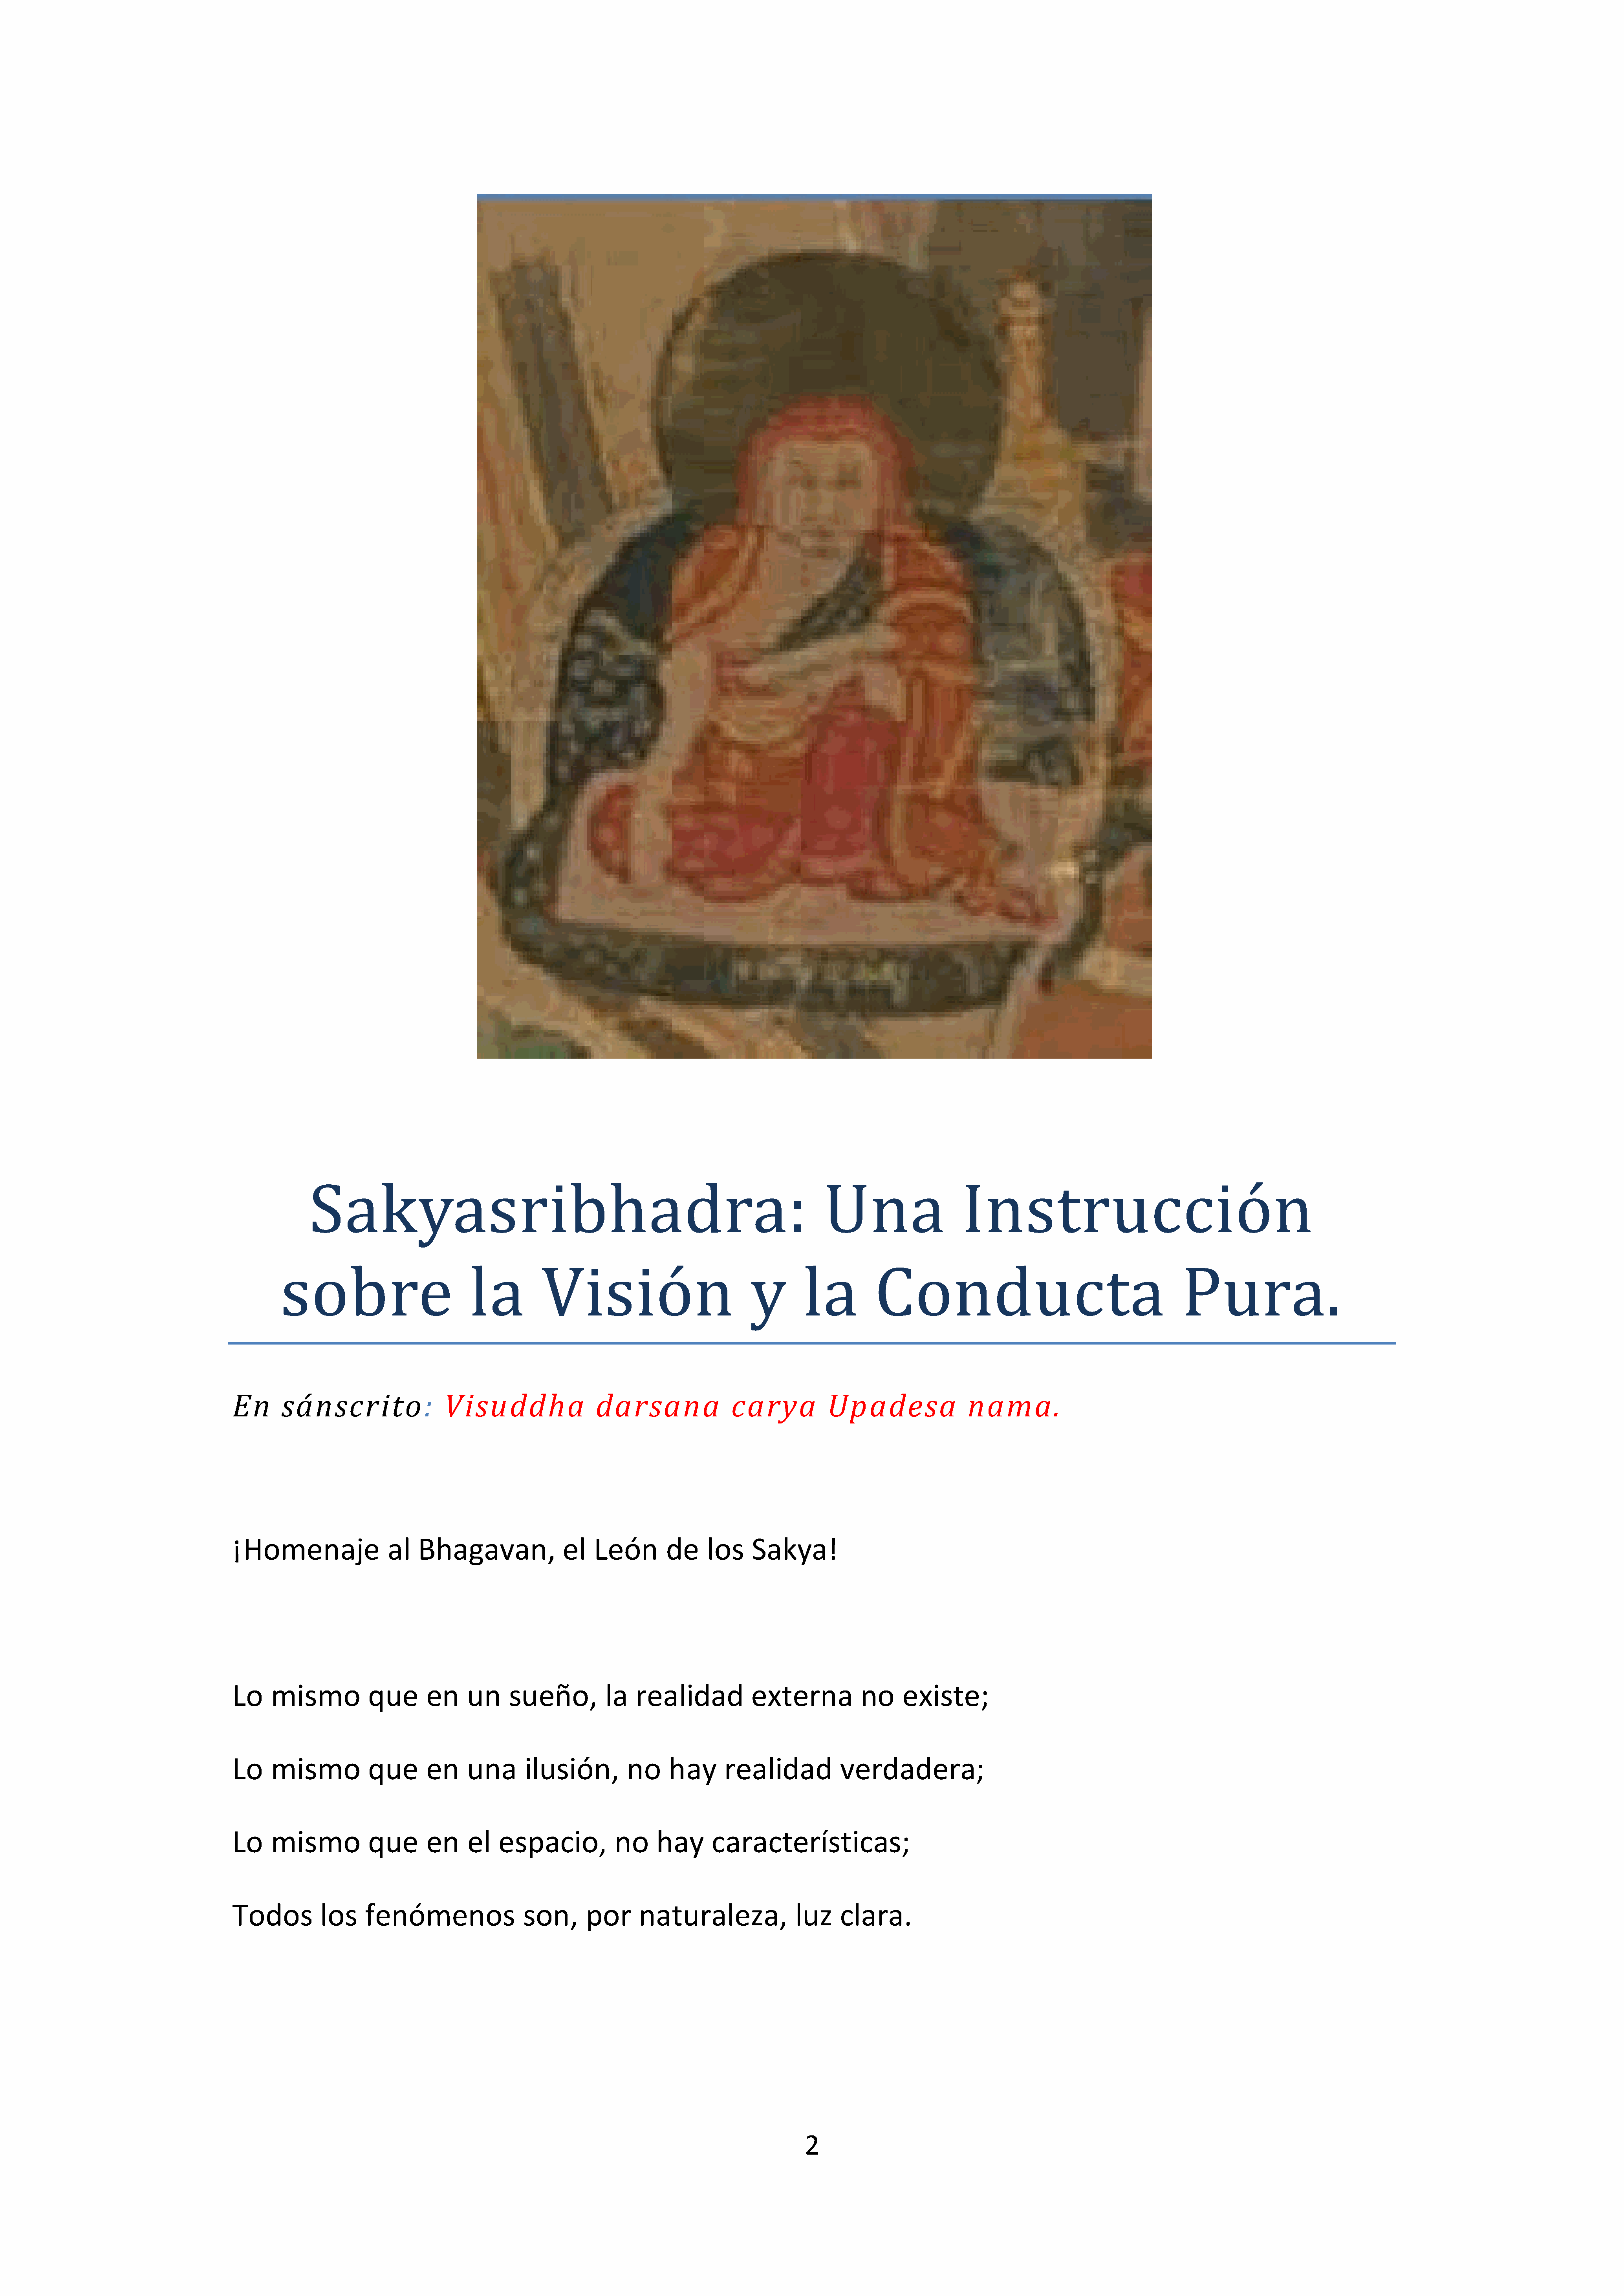 Sakyasribhadra: Una Instrucción
sobre la Visión y la Conducta Pura.
En sánscrito: Visuddha darsana carya Upadesa nama.
¡Homenaje al Bhagavan, el León de los Sakya!
Lo mismo que en un sueño, la realidad externa no existe;
Lo mismo que en una ilusión, no hay realidad verdadera;
Lo mismo que en el espacio, no hay características;
Todos los fenómenos son, por naturaleza, luz clara.
2